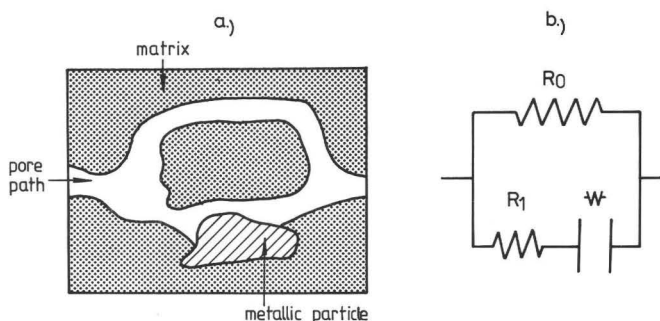 a.)
matrix
pore
path
metallic particle
b.)
R0
R1
-W-